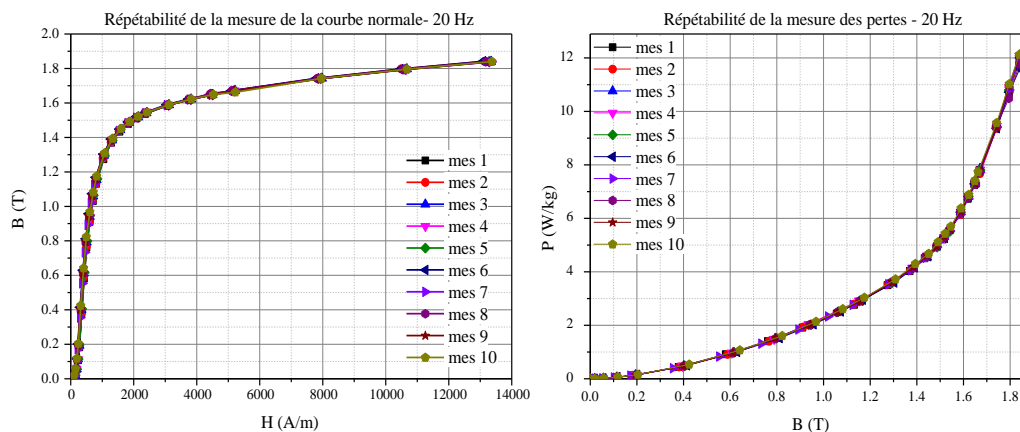 Répétabilité de la mesure de la courbe normale- 20 Hz
2.0
1.8
1.6
1.4
1.2
1.0
0.8
0.6
0.4
0.2
0.0
B (T)
mes 1
mes 2
mes 3
mes 4
mes 5
mes 6
mes 7
mes 8
mes 9
mes 10
0 2000 4000 6000 8000 10000 12000 14000
H (A/m)
Répétabilité de la mesure des pertes - 20 Hz
12
10
8
6
4
2
0
P (W/kg)
mes 1
mes 2
mes 3
mes 4
mes 5
mes 6
mes 7
mes 8
mes 9
mes 10
0.0 0.2 0.4 0.6 0.8 1.0 1.2 1.4 1.6 1.8
B (T)